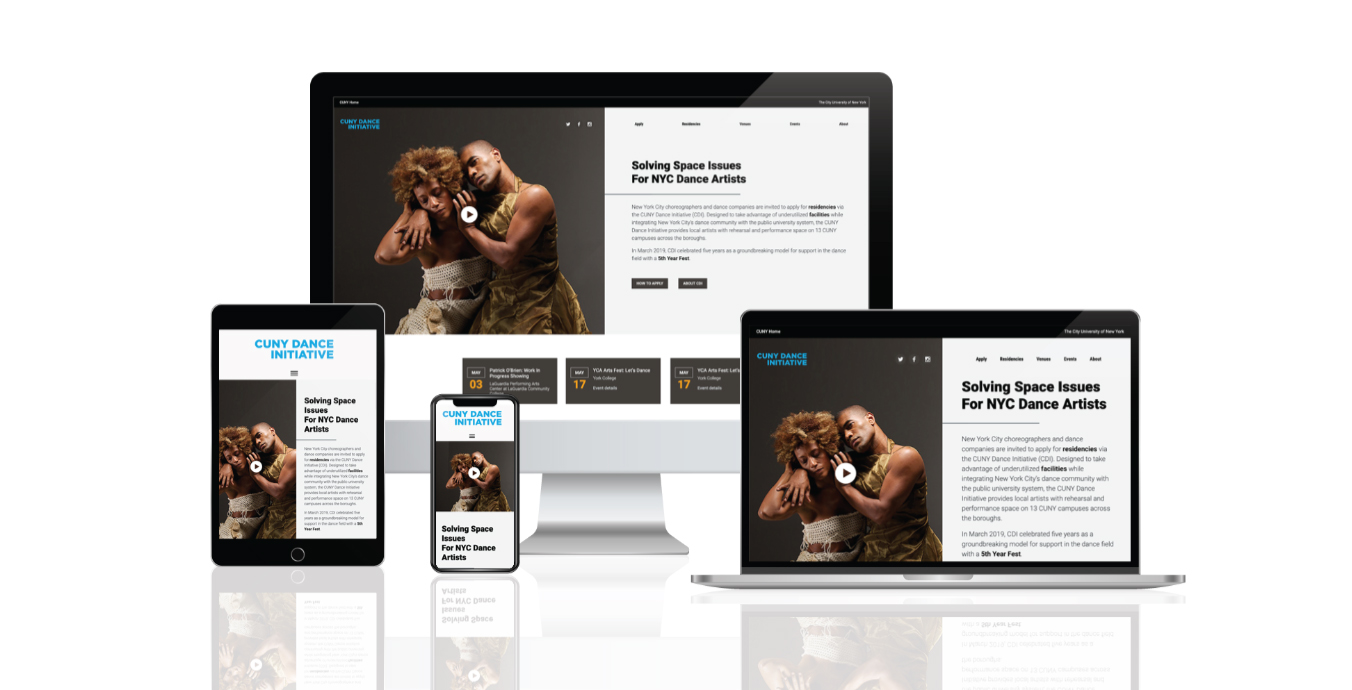 CUNY Home
The City University of New York
CUNY DANCE
INITIATIVE
Apply
Residencies
Venues
Events
About
Solving Space Issues
For NYC Dance Artists
New York City choreographers and dance companies are invited to apply for residencies via
the CUNY Dance Initiative (CDI). Designed to take advantage of underutilized facilities while
integrating New York City's dance community with the public university system, the CUNY
Dance Initiative provides local artists with rehearsal and performance space on 13 CUNY
campuses across the boroughs.
In March 2019, CDI celebrated five years as a groundbreaking model for support in the dance
field with a 5th Year Fest.
HOW TO APPLY
ABOUT CDI
MAY
03
Patrick O'Brien: Work In
Progress Showing
LaGuardia Performing Arts
Center at LaGuardia Community
MAY
17
YCA Arts Fest: Let's Dance
York College
Event details
MAY
17
YCA Arts Fest: Let's
York College
Event details
CUNY DANCE
INITIATIVE
Solving Space
Issues
For NYC Dance
Artists
New York City choreographers and
dance companies are invited to apply
for residencies via the CUNY Dance
Initiative (CDI). Designed to take
advantage of underutilized facilities
while integrating New York City's dance
community with the public university
system, the CUNY Dance Initiative
provides local artists with rehearsal
and performance space on 13 CUNY
campuses across the boroughs.
In March 2019, CDI celebrated five
years as a groundbreaking model for
support in the dance field with a 5th
Year Fest
CUNY DANCE
INITIATIVE
Solving Space
Issues
For NYC Dance
Artists
CUNY Home
The City University of New York
CUNY DANCE
INITIATIVE
Apply
Residencies
Venues
Events
About
Solving Space Issues
For NYC Dance Artists
New York City choreographers and dance
companies are invited to apply for residencies via
the CUNY Dance Initiative (CDI). Designed to take
advantage of underutilized facilities while
integrating New York City's dance community with
the public university system, the CUNY Dance
Initiative provides local artists with rehearsal and
performance space on 13 CUNY campuses across
the boroughs.
In March 2019, CDI celebrated five years as a
groundbreaking model for support in the dance field
with a 5th Year Fest.